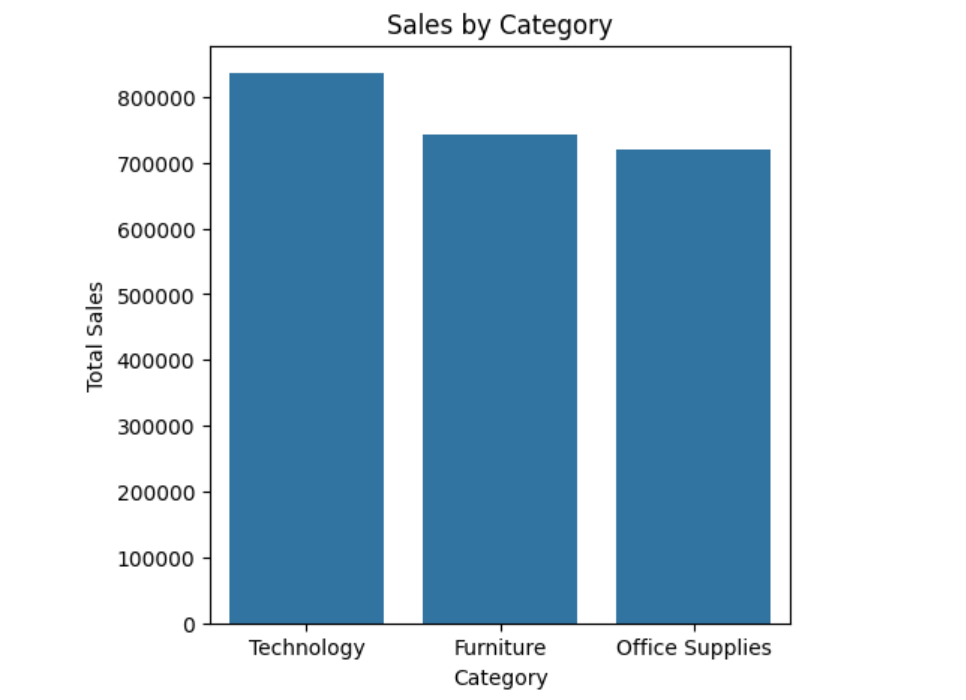 Sales by Category
Total Sales
800000
700000
600000
500000
400000
300000
200000
100000
0
Technology
Furniture
Office Supplies
Category